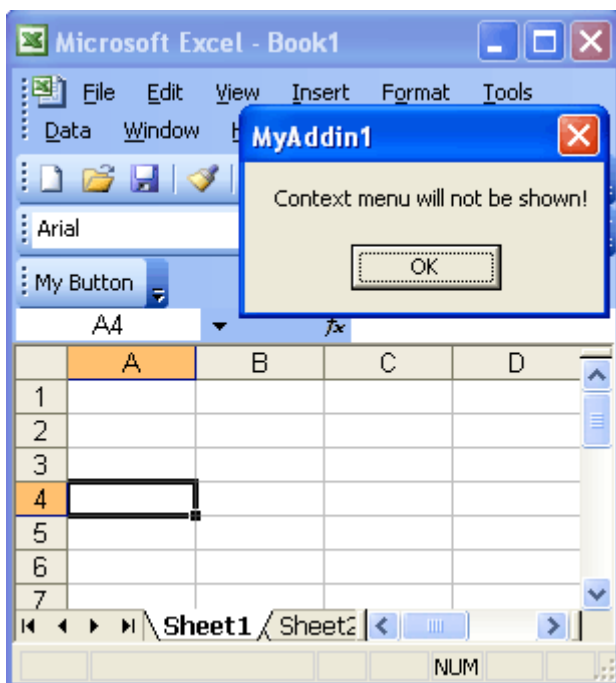 Microsoft Excel - Book1
File Edit View Insert Format Tools
Data Window
MyAddin1
Context menu will not be shown!
OK
Arial
My Button
A4
fx
A B C D
1
2
3
4
5
6
7
Sheet1 Sheet2
NUM